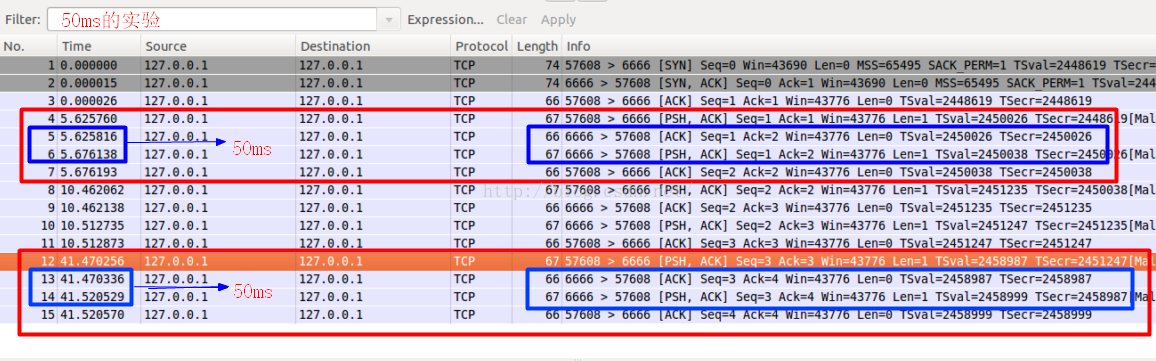 Filter: 50ms的实验 Expression... Clear Apply
No. Time Source Destination Protocol Length Info
1 0.000000 127.0.0.1 127.0.0.1 TCP 74 57608 > 6666 [SYN] Seq=0 Win=43690 Len=0 MSS=65495 SACK_PERM=1 TSval=2448619 TSecr=
2 0.000015 127.0.0.1 127.0.0.1 TCP 74 6666 > 57608 [SYN, ACK] Seq=0 Ack=1 Win=43690 Len=0 MSS=65495 SACK_PERM=1 TSval=244
3 0.000026 127.0.0.1 127.0.0.1 TCP 66 57608 > 6666 [ACK] Seq=1 Ack=1 Win=43776 Len=0 TSval=2448619 TSecr=2448619
4 5.625760 127.0.0.1 127.0.0.1 TCP 67 57608 > 6666 [PSH, ACK] Seq=1 Ack=1 Win=43776 Len=1 TSval=2450026 TSecr=2448619[Mal
5 5.625816 127.0.0.1 127.0.0.1 TCP 66 6666 > 57608 [ACK] Seq=1 Ack=2 Win=43776 Len=0 TSval=2450026 TSecr=2450026
50ms
6 5.676138 127.0.0.1 127.0.0.1 TCP 67 6666 > 57608 [PSH, ACK] Seq=1 Ack=2 Win=43776 Len=1 TSval=2450038 TSecr=2450026[Mal
7 5.676193 127.0.0.1 127.0.0.1 TCP 66 57608 > 6666 [ACK] Seq=2 Ack=2 Win=43776 Len=0 TSval=2450038 TSecr=2450038
8 10.462062 127.0.0.1 127.0.0.1 TCP 67 57608 > 6666 [PSH, ACK] Seq=2 Ack=2 Win=43776 Len=1 TSval=2451235 TSecr=2450038[Mal
9 10.462138 127.0.0.1 127.0.0.1 TCP 66 6666 > 57608 [ACK] Seq=2 Ack=3 Win=43776 Len=0 TSval=2451235 TSecr=2451235
10 10.512735 127.0.0.1 127.0.0.1 TCP 67 6666 > 57608 [PSH, ACK] Seq=2 Ack=3 Win=43776 Len=1 TSval=2451247 TSecr=2451235[Mal
11 10.512873 127.0.0.1 127.0.0.1 TCP 66 57608 > 6666 [ACK] Seq=3 Ack=3 Win=43776 Len=0 TSval=2451247 TSecr=2451247
12 41.470256 127.0.0.1 127.0.0.1 TCP 67 57608 > 6666 [PSH, ACK] Seq=3 Ack=3 Win=43776 Len=1 TSval=2458987 TSecr=2451247[Mal
13 41.470336 127.0.0.1 127.0.0.1 TCP 66 6666 > 57608 [ACK] Seq=3 Ack=4 Win=43776 Len=0 TSval=2458987 TSecr=2458987
50ms
14 41.520529 127.0.0.1 127.0.0.1 TCP 67 6666 > 57608 [PSH, ACK] Seq=3 Ack=4 Win=43776 Len=1 TSval=2458999 TSecr=2458987[Mal
15 41.520570 127.0.0.1 127.0.0.1 TCP 66 57608 > 6666 [ACK] Seq=4 Ack=4 Win=43776 Len=0 TSval=2458999 TSecr=2458999